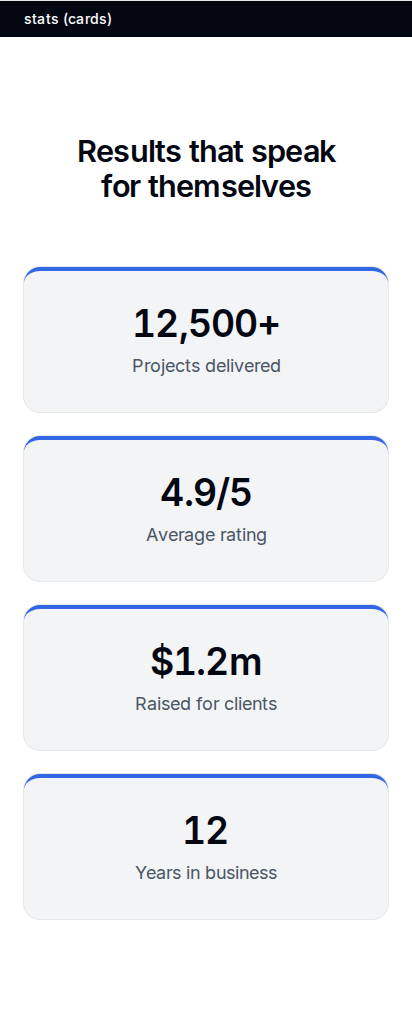 stats (cards)
Results that speak
for themselves
12,500+
Projects delivered
4.9/5
Average rating
$1.2m
Raised for clients
12
Years in business